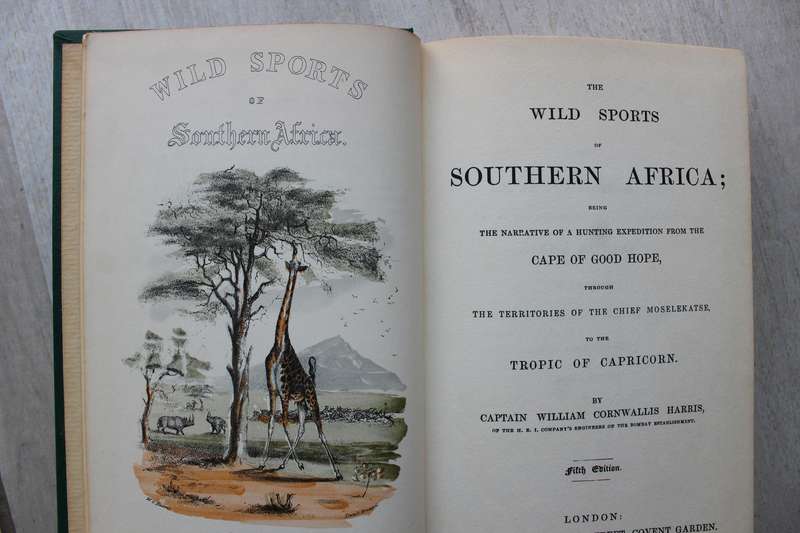 WILD SPORTS
OF
Southern Africa.
THE
WILD SPORTS
OF
SOUTHERN AFRICA;
BEING
THE NARRATIVE OF A HUNTING EXPEDITION FROM THE
CAPE OF GOOD HOPE,
THROUGH
THE TERRITORIES OF THE CHIEF MOSELEKATSE,
TO THE
TROPIC OF CAPRICORN.
BY
CAPTAIN WILLIAM CORNWALLIS HARRIS,
OF THE H. E. I. COMPANY'S ENGINEERS ON THE BOMBAY ESTABLISHMENT.
Fifth Edition.
LONDON:
COVENT GARDEN.